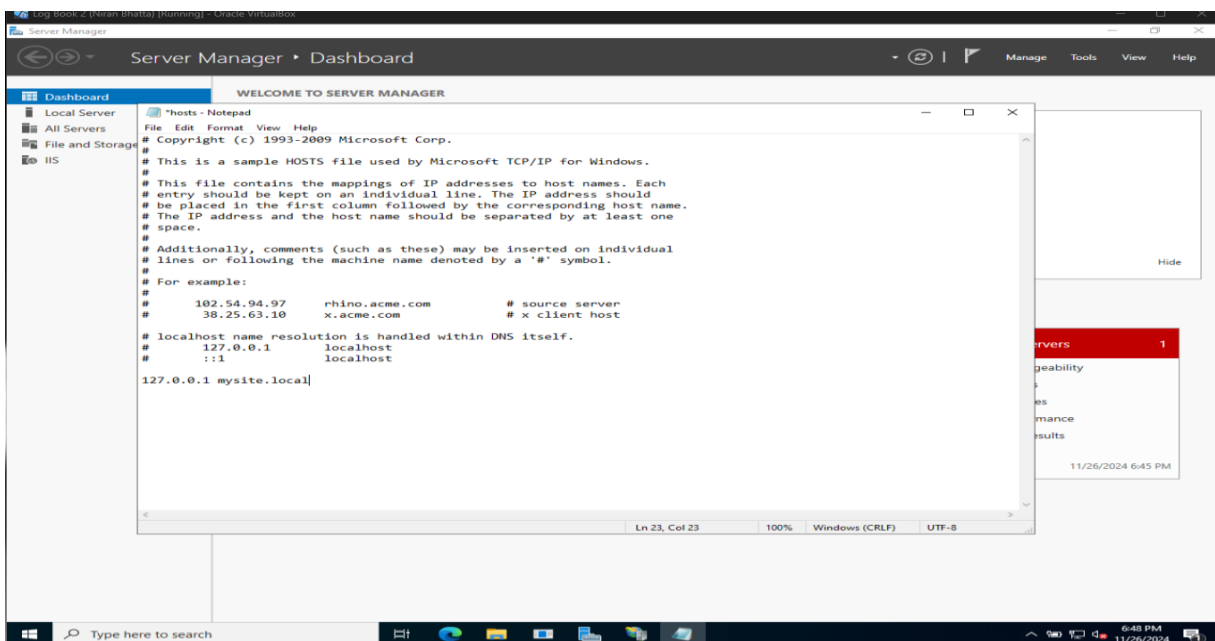 Log Book 2 (Niran Bhatta) [Running] - Oracle VirtualBox
Server Manager
Server Manager • Dashboard
Manage Tools View Help
Dashboard
Local Server
All Servers
File and Storage
IIS
WELCOME TO SERVER MANAGER
*hosts - Notepad
File Edit Format View Help
# Copyright (c) 1993-2009 Microsoft Corp.
#
# This is a sample HOSTS file used by Microsoft TCP/IP for Windows.
#
# This file contains the mappings of IP addresses to host names. Each
# entry should be kept on an individual line. The IP address should
# be placed in the first column followed by the corresponding host name.
# The IP address and the host name should be separated by at least one
# space.
#
# Additionally, comments (such as these) may be inserted on individual
# lines or following the machine name denoted by a '#' symbol.
#
# For example:
#
# 102.54.94.97 rhino.acme.com # source server
# 38.25.63.10 x.acme.com # x client host

# localhost name resolution is handled within DNS itself.
# 127.0.0.1 localhost
# ::1 localhost

127.0.0.1 mysite.local
Ln 23, Col 23 100% Windows (CRLF) UTF-8
Hide
rvers 1
geability
s
es
mance
esults
11/26/2024 6:45 PM
Type here to search
6:48 PM
11/26/2024